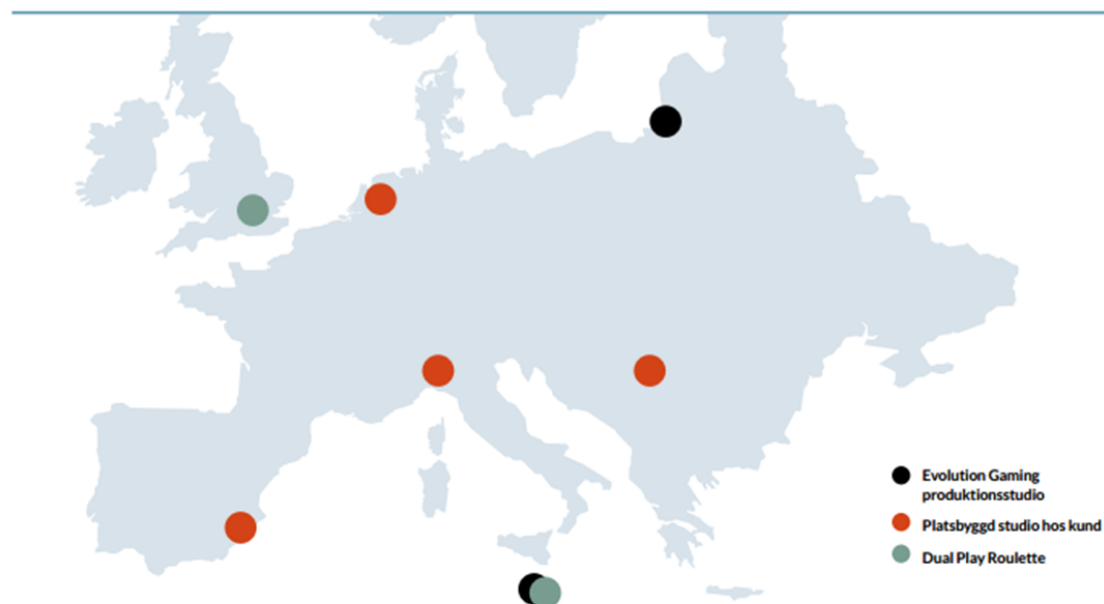 Evolution Gaming
produktionsstudio
Platsbyggd studio hos kund
Dual Play Roulette